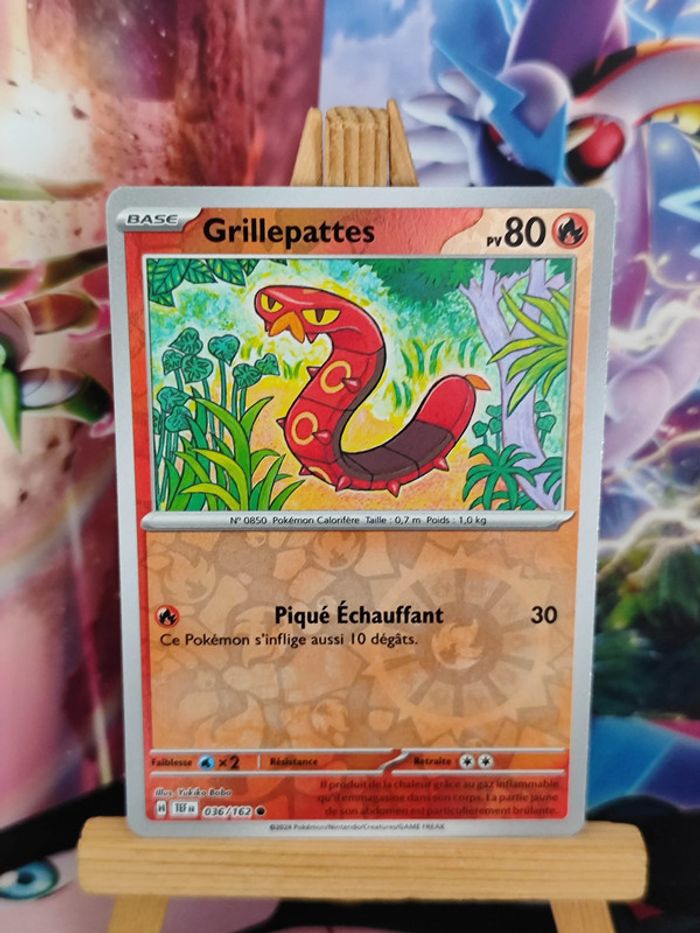 BASE
Grillepattes
PV 80
N° 0850 Pokémon Calorifère Taille : 0,7 m Poids : 1,0 kg
Piqué Échauffant 30
Ce Pokémon s'inflige aussi 10 dégâts.
Faiblesse ×2 Résistance Retraite
Illus. Yukiko Baba
Il produit de la chaleur grâce au gaz inflammable
qu'il emmagasine dans son corps. La partie jaune
de son abdomen est particulièrement brûlante.
H TEF FR 036/162
©2024 Pokémon/Nintendo/Creatures/GAME FREAK